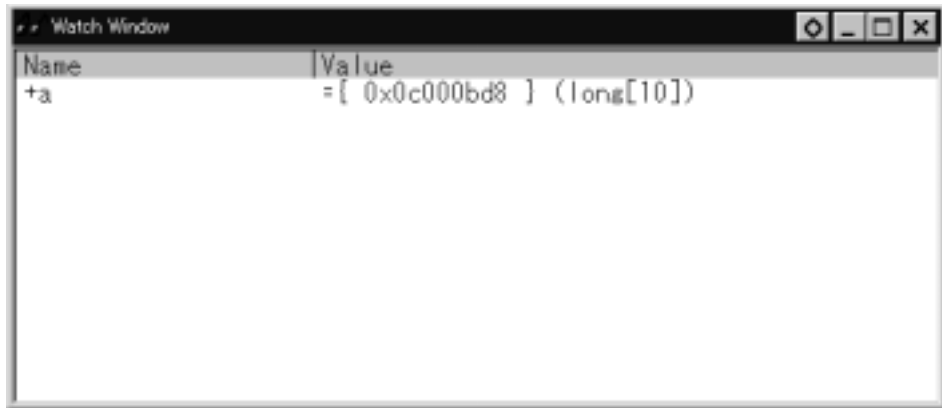 Watch Window
Name Value
+a ={ 0x0c000bd8 } (long[10])